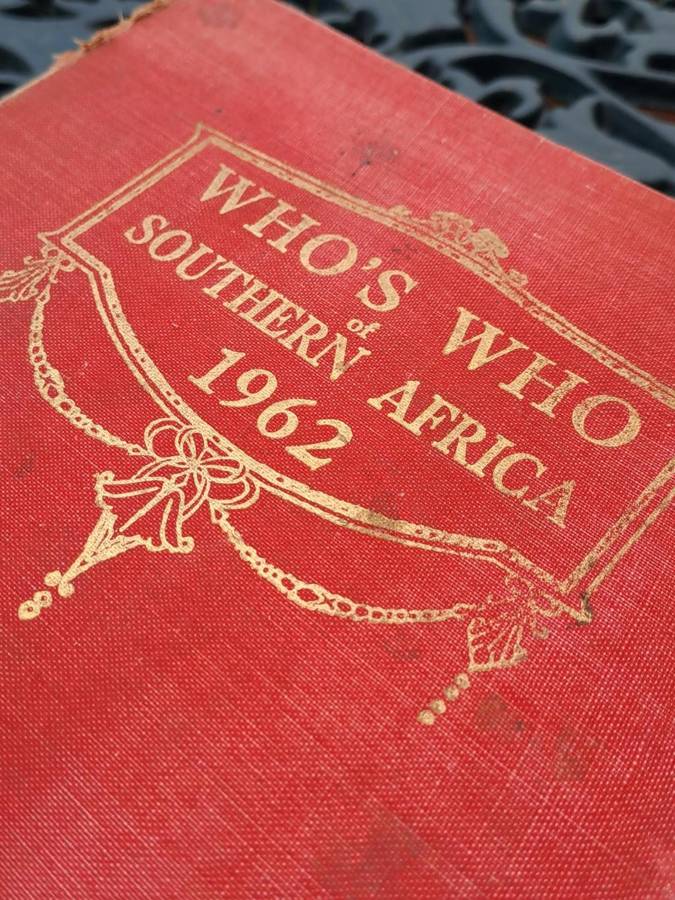 WHO'S WHO
of
SOUTHERN AFRICA
1962